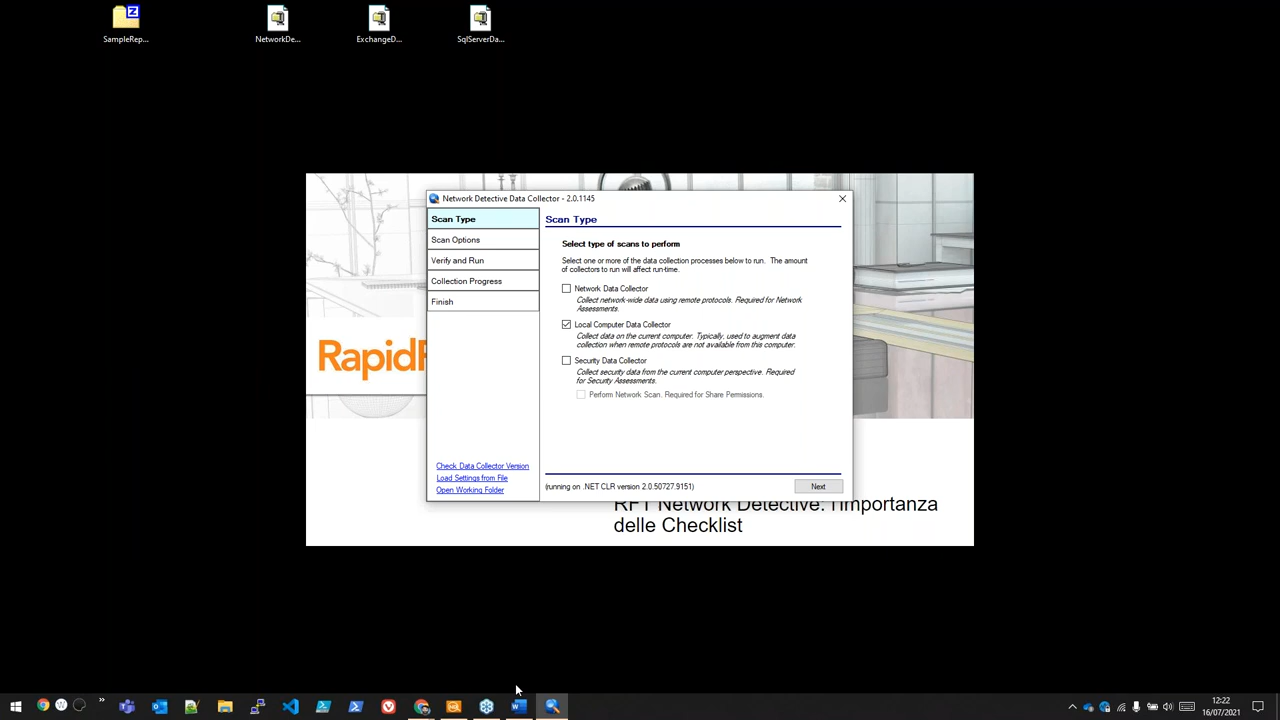 SampleRep...
NetworkDe...
ExchangeD...
SqlServerDa...
Network Detective Data Collector - 2.0.1145
Scan Type
Scan Options
Verify and Run
Collection Progress
Finish
Check Data Collector Version
Load Settings from File
Open Working Folder
Scan Type
Select type of scans to perform
Select one or more of the data collection processes below to run. The amount
of collectors to run will affect run-time.
Network Data Collector
Collect network-wide data using remote protocols. Required for Network
Assessments.
Local Computer Data Collector
Collect data on the current computer. Typically, used to augment data
collection when remote protocols are not available from this computer.
Security Data Collector
Collect security data from the current computer perspective. Required
for Security Assessments.
Perform Network Scan. Required for Share Permissions.
(running on .NET CLR version 2.0.50727.9151)
Next
RapidF
RFT Network Detective: l'importanza
delle Checklist
12:22
16/07/2021